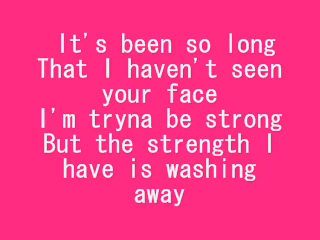 It's been so long
That I haven't seen
your face
I'm tryna be strong
But the strength I
have is washing
away